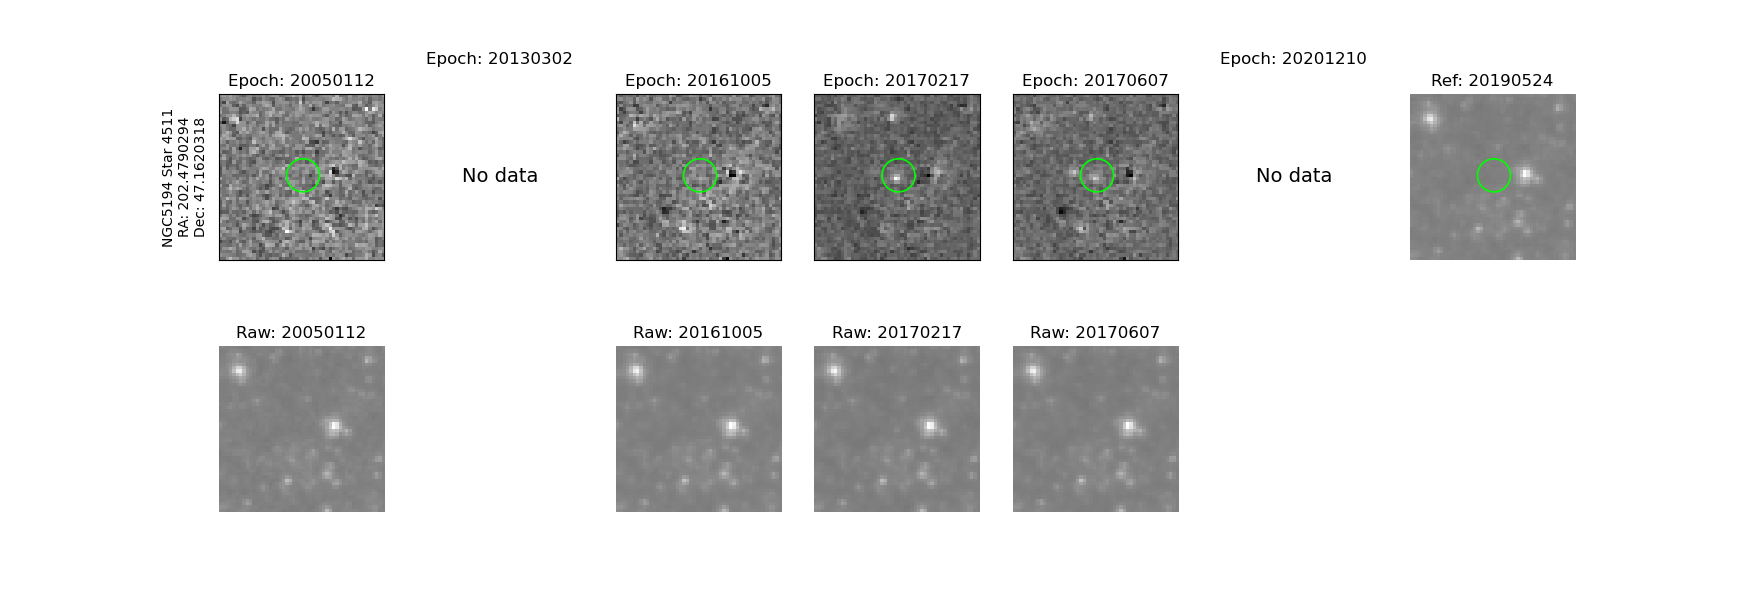 Epoch: 20130302
Epoch: 20201210
Epoch: 20050112
Epoch: 20161005
Epoch: 20170217
Epoch: 20170607
Ref: 20190524
NGC5194 Star 4511
RA: 202.4790294
Dec: 47.1620318
No data
No data
Raw: 20050112
Raw: 20161005
Raw: 20170217
Raw: 20170607